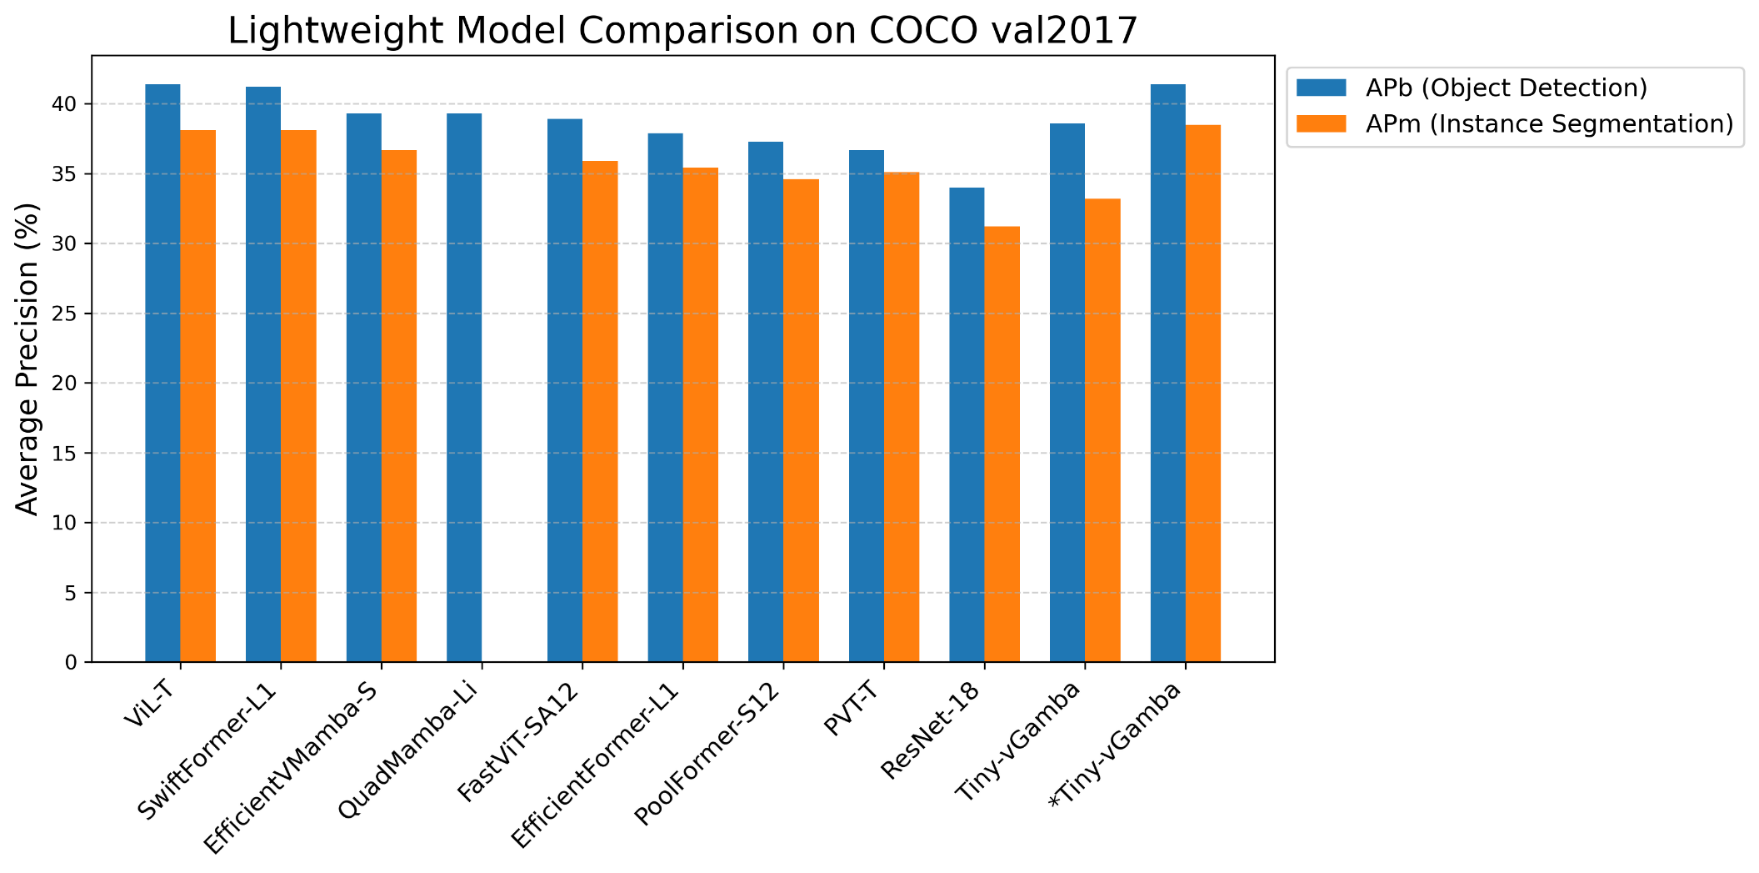 Lightweight Model Comparison on COCO val2017
APb (Object Detection)
APm (Instance Segmentation)
Average Precision (%)
40
35
30
25
20
15
10
5
0
ViL-T
SwiftFormer-L1
EfficientVMamba-S
QuadMamba-Li
FastViT-SA12
EfficientFormer-L1
PoolFormer-S12
PVT-T
ResNet-18
Tiny-vGamba
*Tiny-vGamba